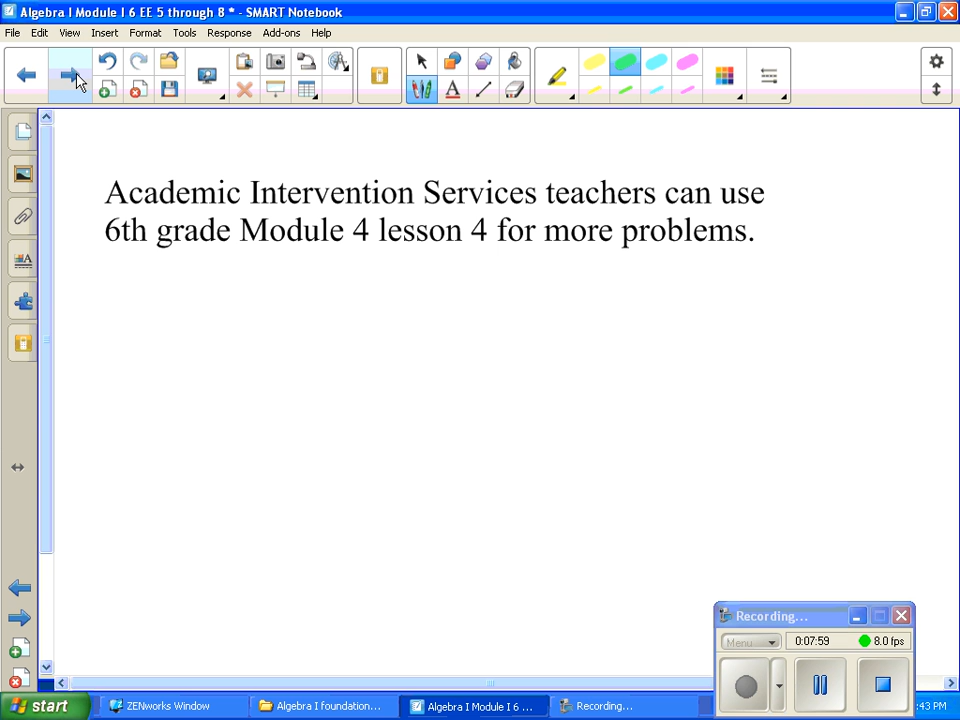 Algebra I Module I 6 EE 5 through 8 * - SMART Notebook
File Edit View Insert Format Tools Response Add-ons Help
Academic Intervention Services teachers can use
6th grade Module 4 lesson 4 for more problems.
Recording...
Menu 0:07:59 8.0 fps
start ZENworks Window Algebra I foundation... Algebra I Module I 6 ... Recording... :43 PM